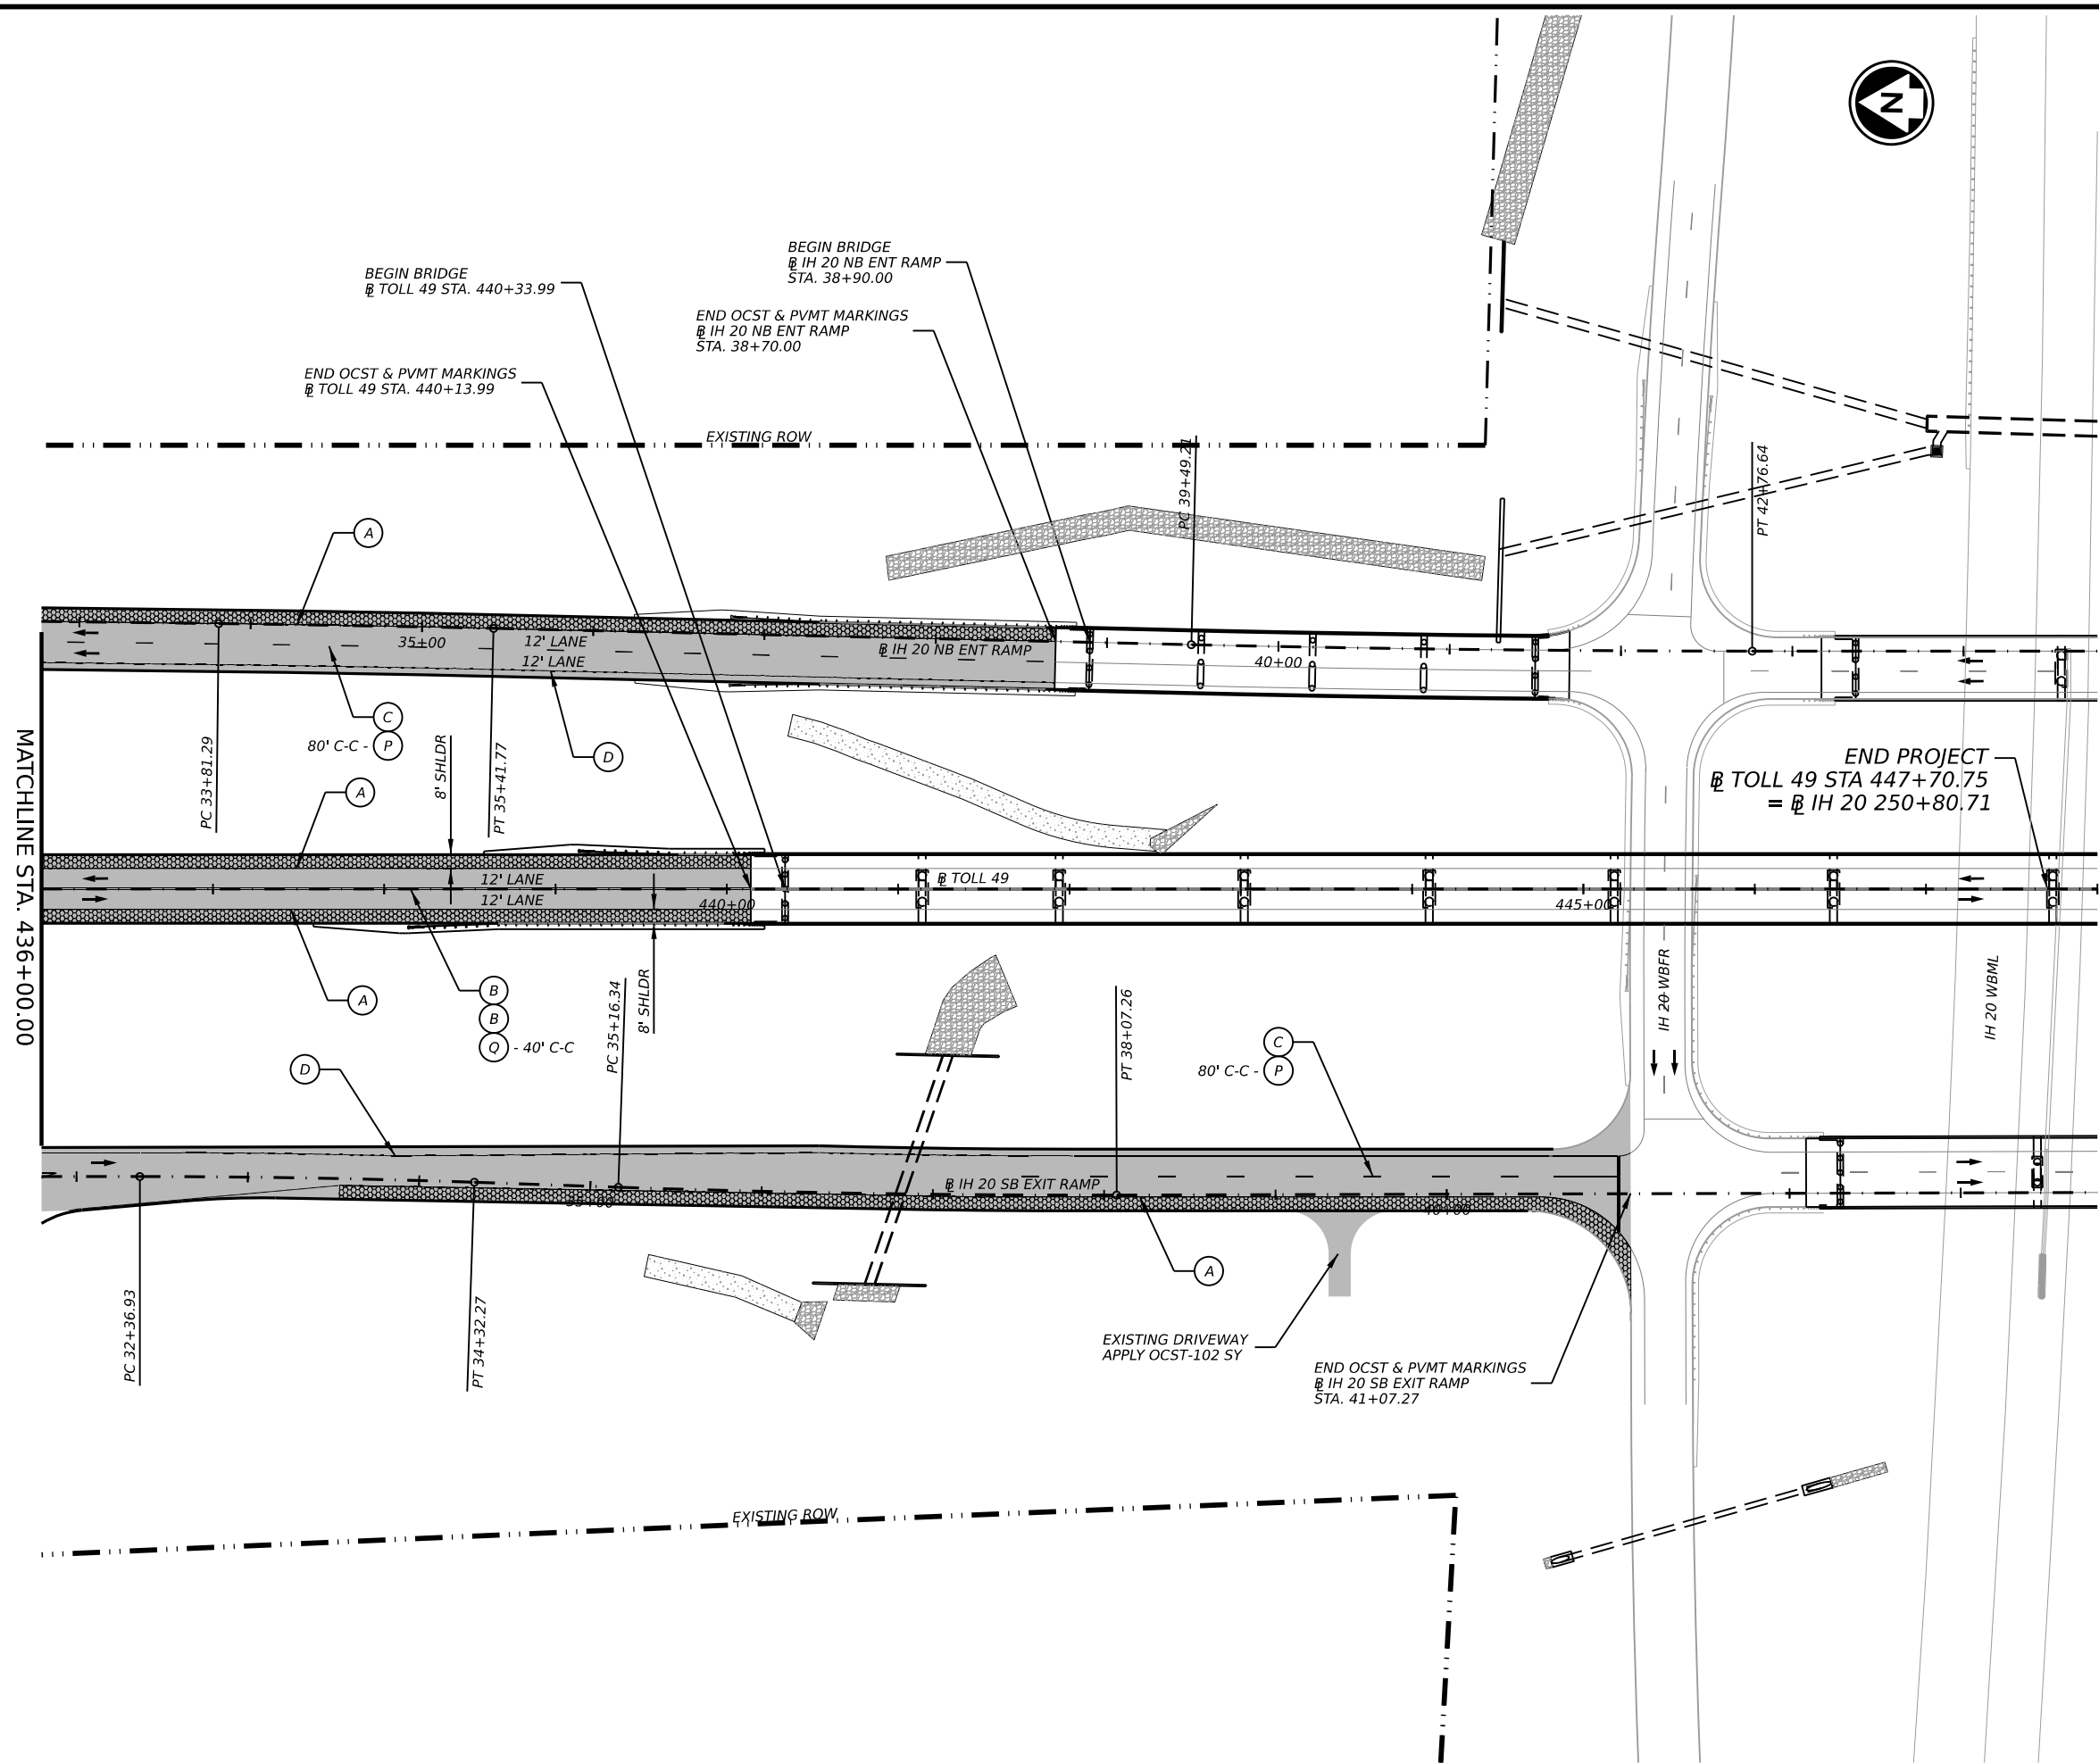 N
BEGIN BRIDGE
℄ IH 20 NB ENT RAMP
STA. 38+90.00
BEGIN BRIDGE
℄ TOLL 49 STA. 440+33.99
END OCST & PVMT MARKINGS
℄ IH 20 NB ENT RAMP
STA. 38+70.00
END OCST & PVMT MARKINGS
℄ TOLL 49 STA. 440+13.99
EXISTING ROW
PC 39+49.21
PT 42+76.64
A
35+00
12' LANE
12' LANE
℄ IH 20 NB ENT RAMP
40+00
C
80' C-C - P
D
8' SHLDR
PC 33+81.29
PT 35+41.77
A
END PROJECT
℄ TOLL 49 STA 447+70.75
= ℄ IH 20 250+80.71
MATCHLINE STA. 436+00.00
12' LANE
12' LANE
℄ TOLL 49
440+00
445+00
A
B
B
Q - 40' C-C
PC 35+16.34
8' SHLDR
PT 38+07.26
IH 20 WBFR
IH 20 WBML
D
C
80' C-C - P
℄ IH 20 SB EXIT RAMP
35+00
40+00
A
PC 32+36.93
PT 34+32.27
EXISTING DRIVEWAY
APPLY OCST-102 SY
END OCST & PVMT MARKINGS
℄ IH 20 SB EXIT RAMP
STA. 41+07.27
EXISTING ROW